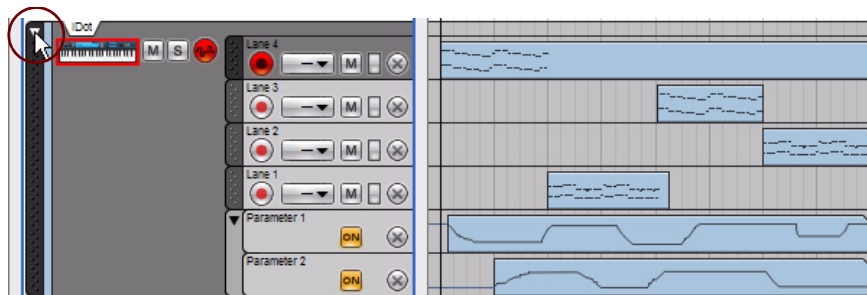 IDot
M S
Lane 4
M
Lane 3
M
Lane 2
M
Lane 1
M
Parameter 1
ON
Parameter 2
ON